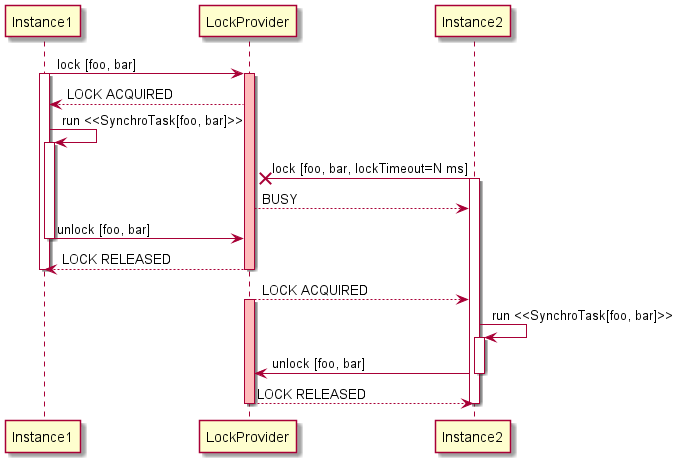 Instance1
LockProvider
Instance2
lock [foo, bar]
LOCK ACQUIRED
run <<SynchroTask[foo, bar]>>
lock [foo, bar, lockTimeout=N ms]
BUSY
unlock [foo, bar]
LOCK RELEASED
LOCK ACQUIRED
run <<SynchroTask[foo, bar]>>
unlock [foo, bar]
LOCK RELEASED
Instance1
LockProvider
Instance2